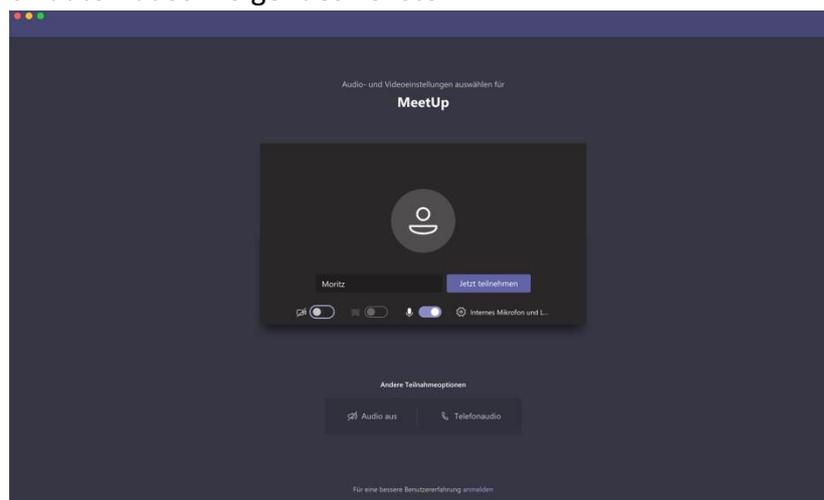 Audio- und Videoeinstellungen auswählen für
MeetUp
Moritz
Jetzt teilnehmen
Internes Mikrofon und L...
Andere Teilnahmeoptionen
Audio aus
Telefonaudio
Für eine bessere Benutzererfahrung anmelden